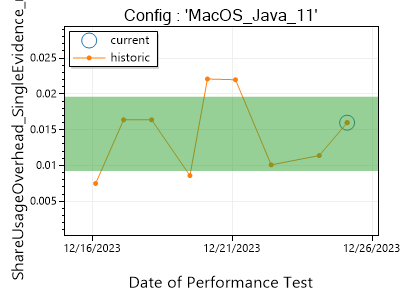 Config : 'MacOS_Java_11'
ShareUsageOverhead_SingleEvidence_
current
historic
0.025
0.02
0.015
0.01
0.005
12/16/2023
12/21/2023
12/26/2023
Date of Performance Test